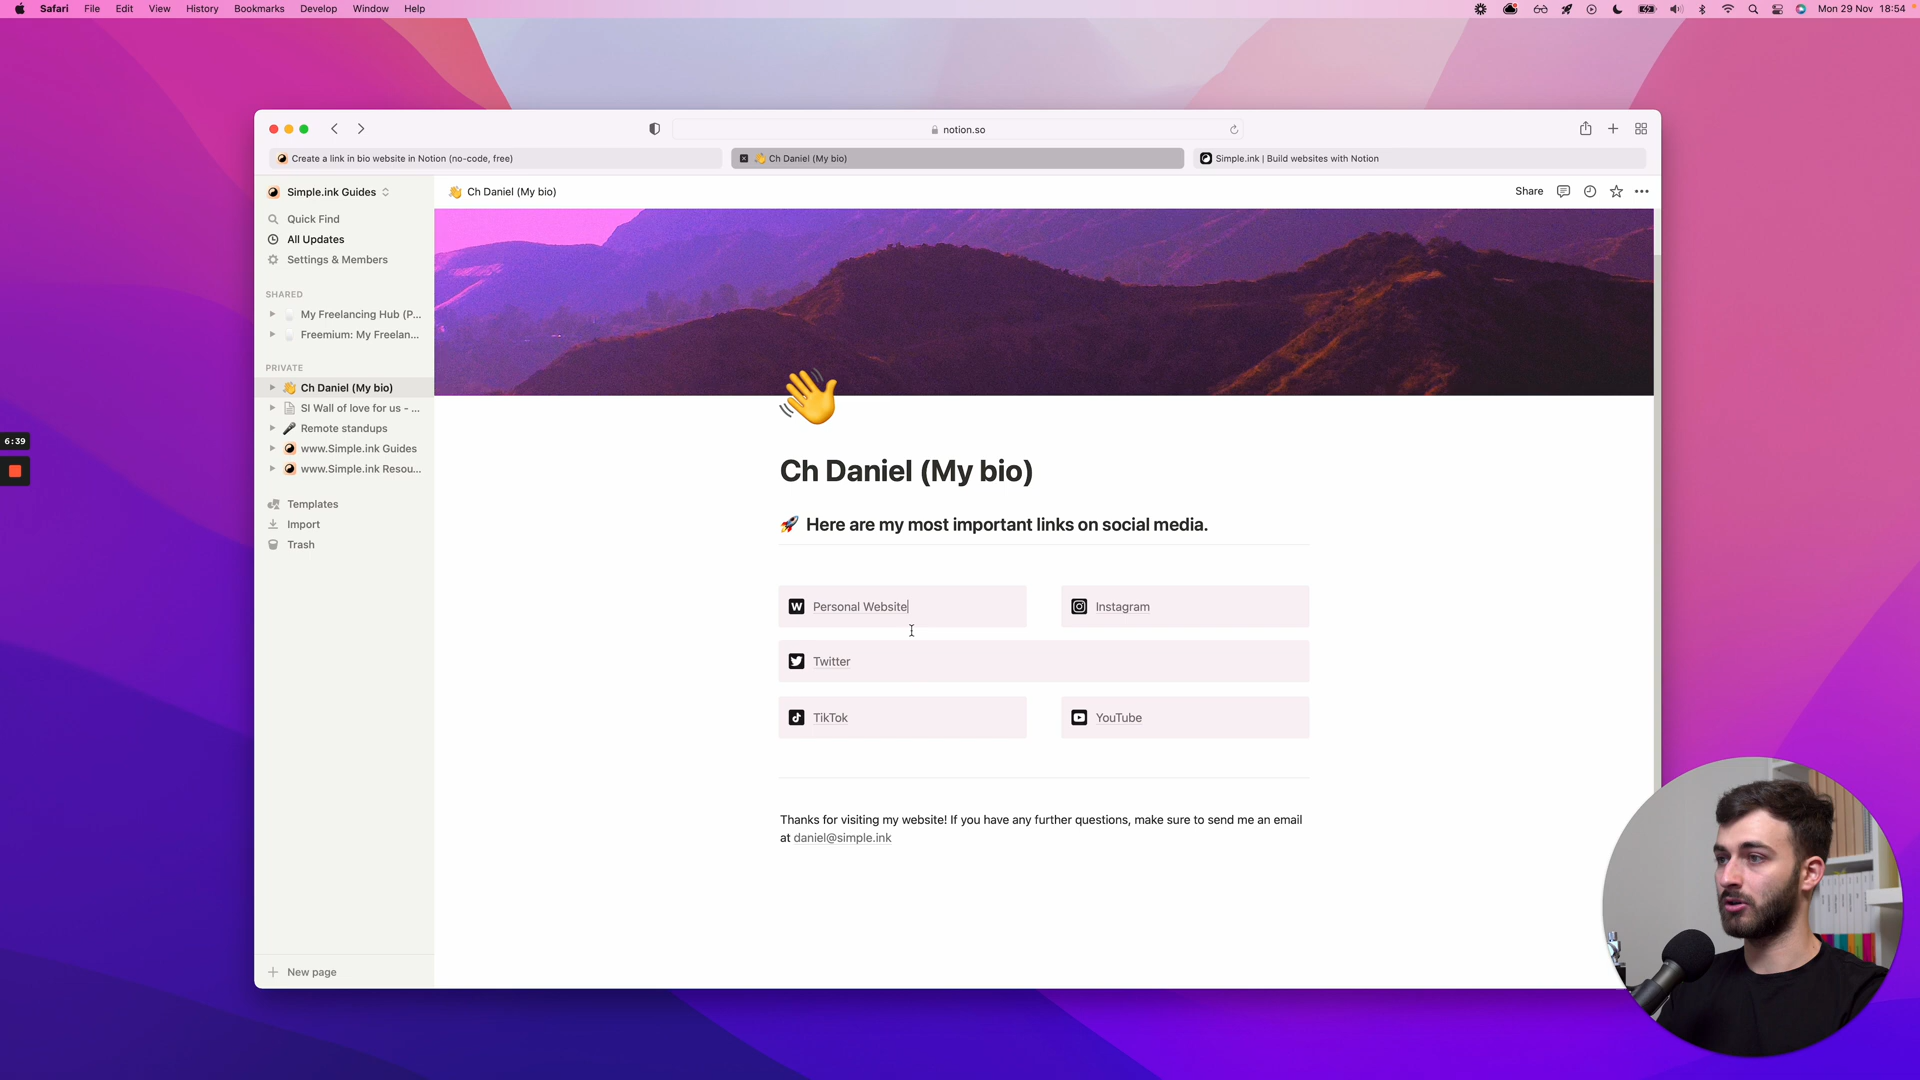 Safari File Edit View History Bookmarks Develop Window Help
Mon 29 Nov 18:54
notion.so
Create a link in bio website in Notion (no-code, free)
Ch Daniel (My bio)
Simple.ink | Build websites with Notion
Simple.ink Guides
Ch Daniel (My bio)
Share
Quick Find
All Updates
Settings & Members
SHARED
My Freelancing Hub (P...
Freemium: My Freelan...
PRIVATE
Ch Daniel (My bio)
SI Wall of love for us - ...
Remote standups
www.Simple.ink Guides
www.Simple.ink Resou...
Templates
Import
Trash
New page
6:39
Ch Daniel (My bio)
Here are my most important links on social media.
W Personal Website
Instagram
Twitter
TikTok
YouTube
Thanks for visiting my website! If you have any further questions, make sure to send me an email
at daniel@simple.ink